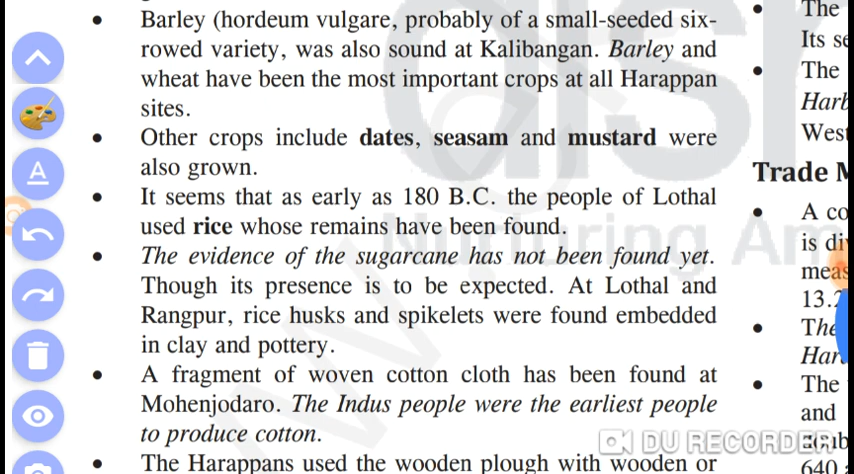 Barley (hordeum vulgare, probably of a small-seeded six-
rowed variety, was also sound at Kalibangan. Barley and
wheat have been the most important crops at all Harappan
sites.
• Other crops include dates, seasam and mustard were
also grown.
• It seems that as early as 180 B.C. the people of Lothal
used rice whose remains have been found.
• The evidence of the sugarcane has not been found yet.
Though its presence is to be expected. At Lothal and
Rangpur, rice husks and spikelets were found embedded
in clay and pottery.
• A fragment of woven cotton cloth has been found at
Mohenjodaro. The Indus people were the earliest people
to produce cotton.
• The Harappans used the wooden plough with wooden or
• The
Its
• The
West
Trade
• A
is
13.
• The
• The
and
640
A
Nurturing Am
DU RECORDER